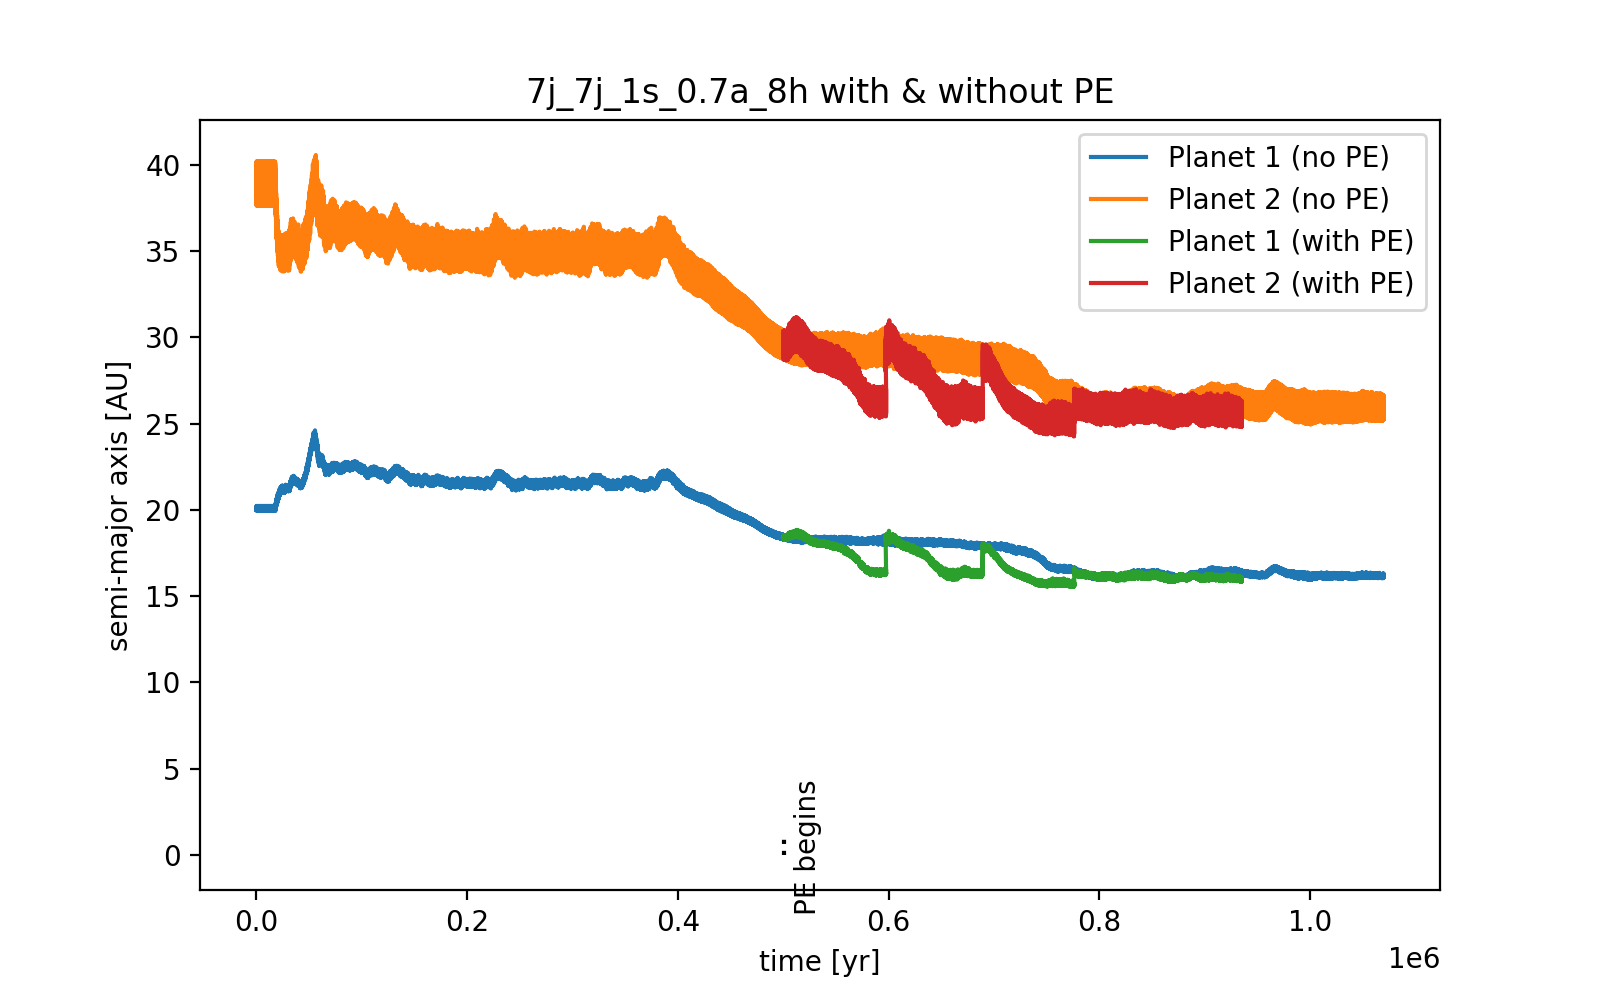 7j_7j_1s_0.7a_8h with & without PE
Planet 1 (no PE)
Planet 2 (no PE)
Planet 1 (with PE)
Planet 2 (with PE)
semi-major axis [AU]
40
35
30
25
20
15
10
5
0
PE begins
0.0 0.2 0.4 0.6 0.8 1.0
time [yr]
1e6